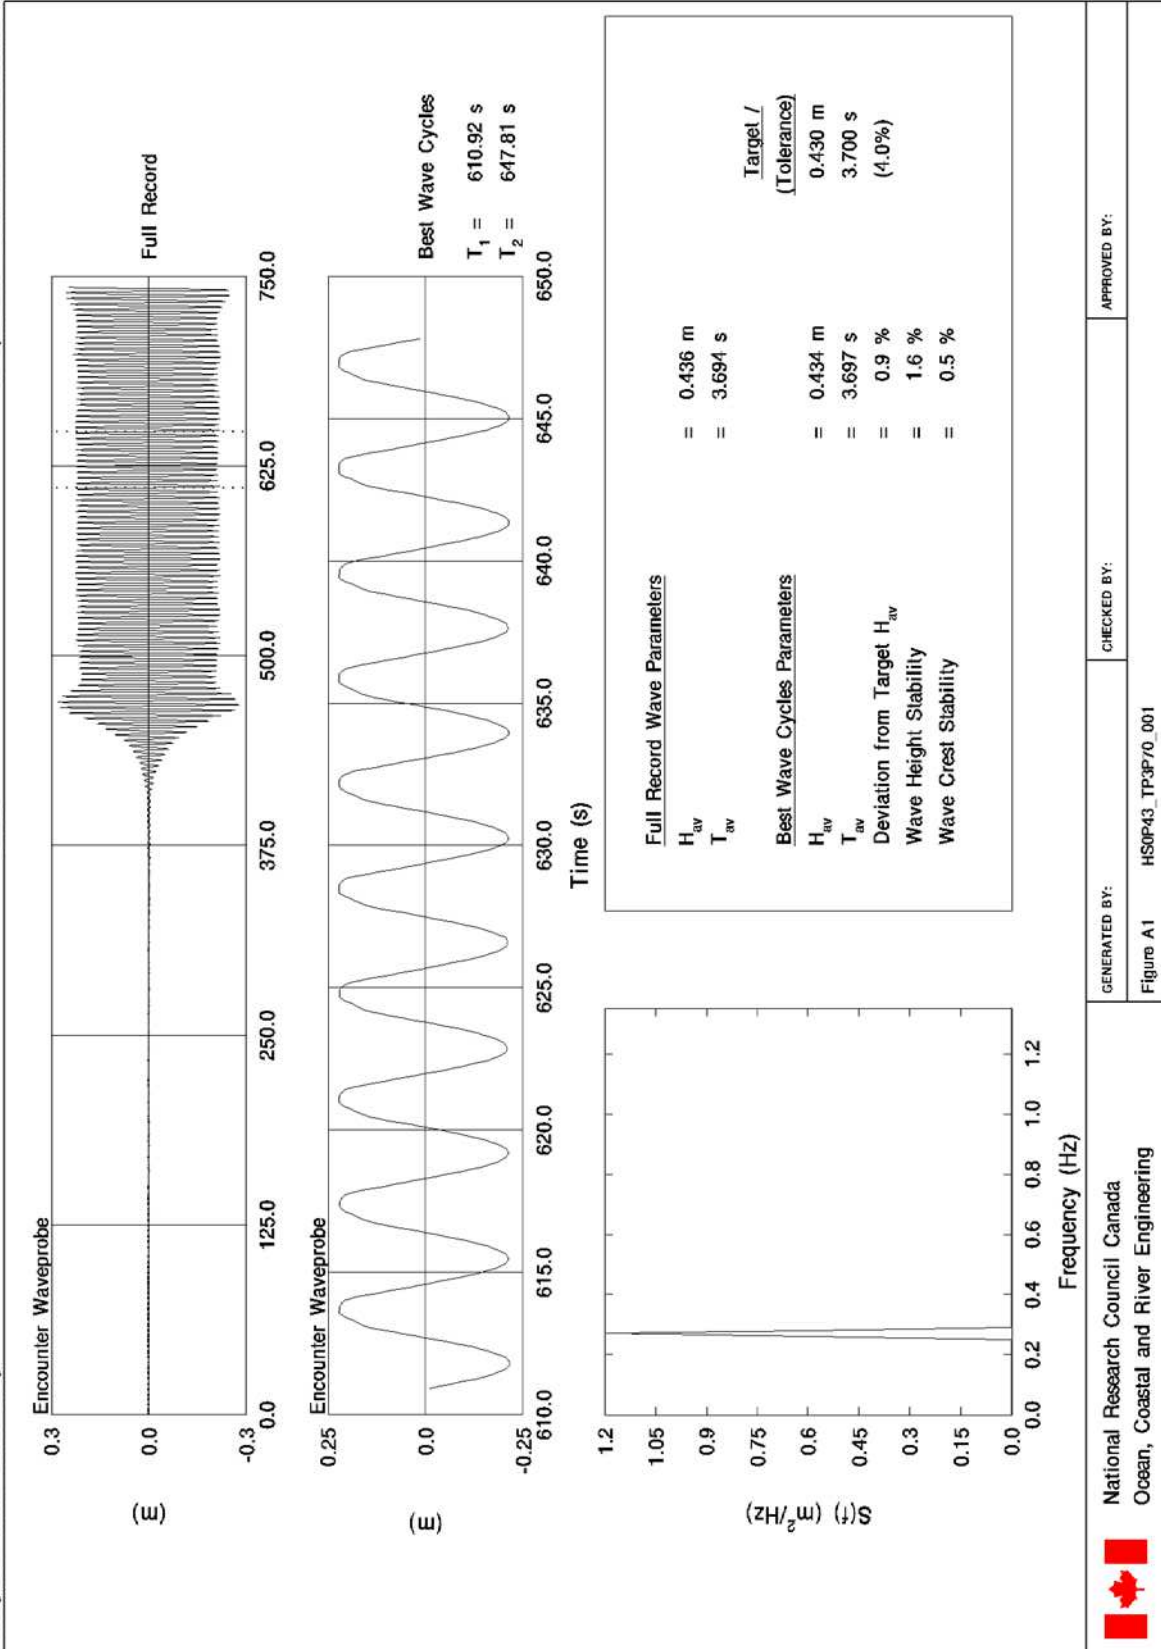 Encounter Waveprobe
0.3
0.0
-0.3
(m)
0.0 125.0 250.0 375.0 500.0 625.0 750.0
Full Record
Encounter Waveprobe
0.25
0.0
-0.25
(m)
610.0 615.0 620.0 625.0 630.0 635.0 640.0 645.0 650.0
Time (s)
Best Wave Cycles
T1 = 610.92 s
T2 = 647.81 s
1.2
1.05
0.9
0.75
0.6
0.45
0.3
0.15
0.0
S(f) (m²/Hz)
0.0 0.2 0.4 0.6 0.8 1.0 1.2
Frequency (Hz)
Full Record Wave Parameters
Hav = 0.436 m
Tav = 3.694 s
Target /
Best Wave Cycles Parameters (Tolerance)
Hav = 0.434 m 0.430 m
Tav = 3.697 s 3.700 s
Deviation from Target Hav = 0.9 % (4.0%)
Wave Height Stability = 1.6 %
Wave Crest Stability = 0.5 %
National Research Council Canada
Ocean, Coastal and River Engineering
GENERATED BY: CHECKED BY: APPROVED BY:
Figure A1 HS0P43_TP3P70_001